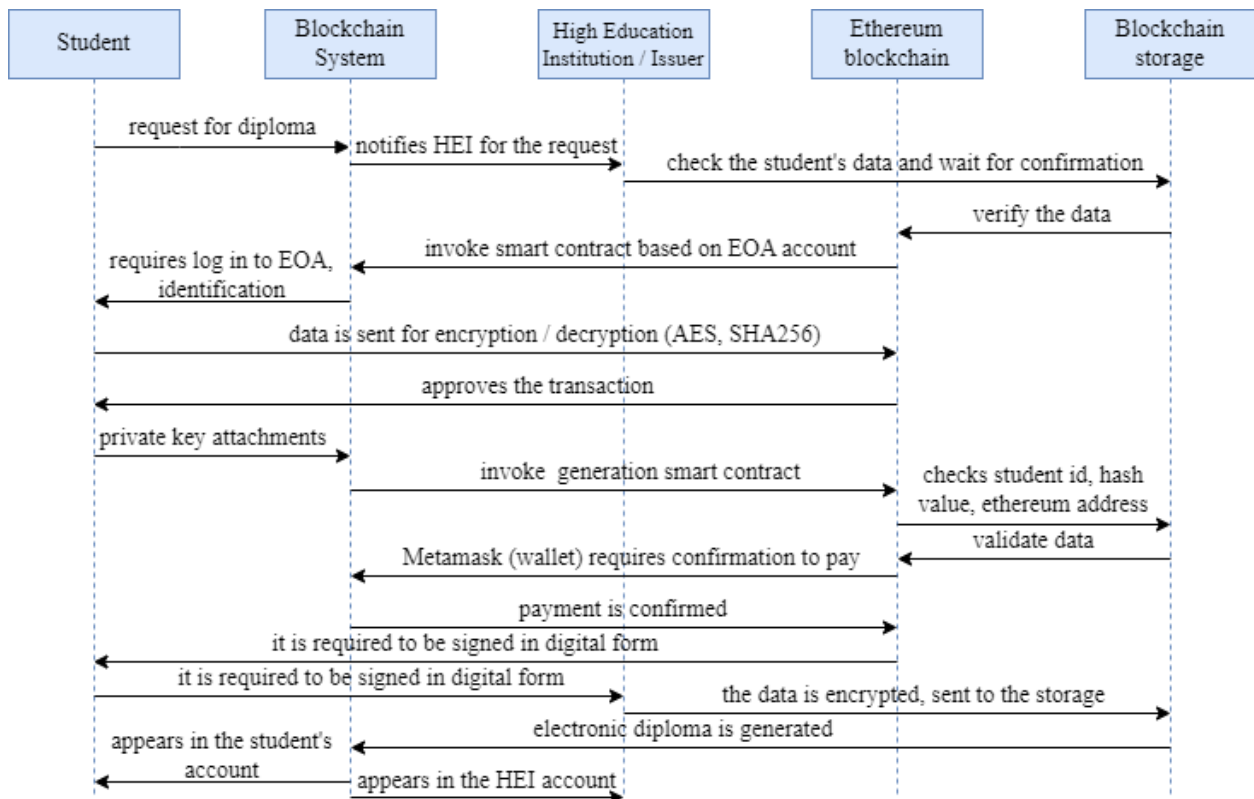 Student
Blockchain
System
High Education
Institution / Issuer
Ethereum
blockchain
Blockchain
storage
request for diploma
notifies HEI for the request
check the student's data and wait for confirmation
verify the data
invoke smart contract based on EOA account
requires log in to EOA,
identification
data is sent for encryption / decryption (AES, SHA256)
approves the transaction
private key attachments
invoke generation smart contract
checks student id, hash
value, ethereum address
validate data
Metamask (wallet) requires confirmation to pay
payment is confirmed
it is required to be signed in digital form
it is required to be signed in digital form
the data is encrypted, sent to the storage
electronic diploma is generated
appears in the student's
account
appears in the HEI account